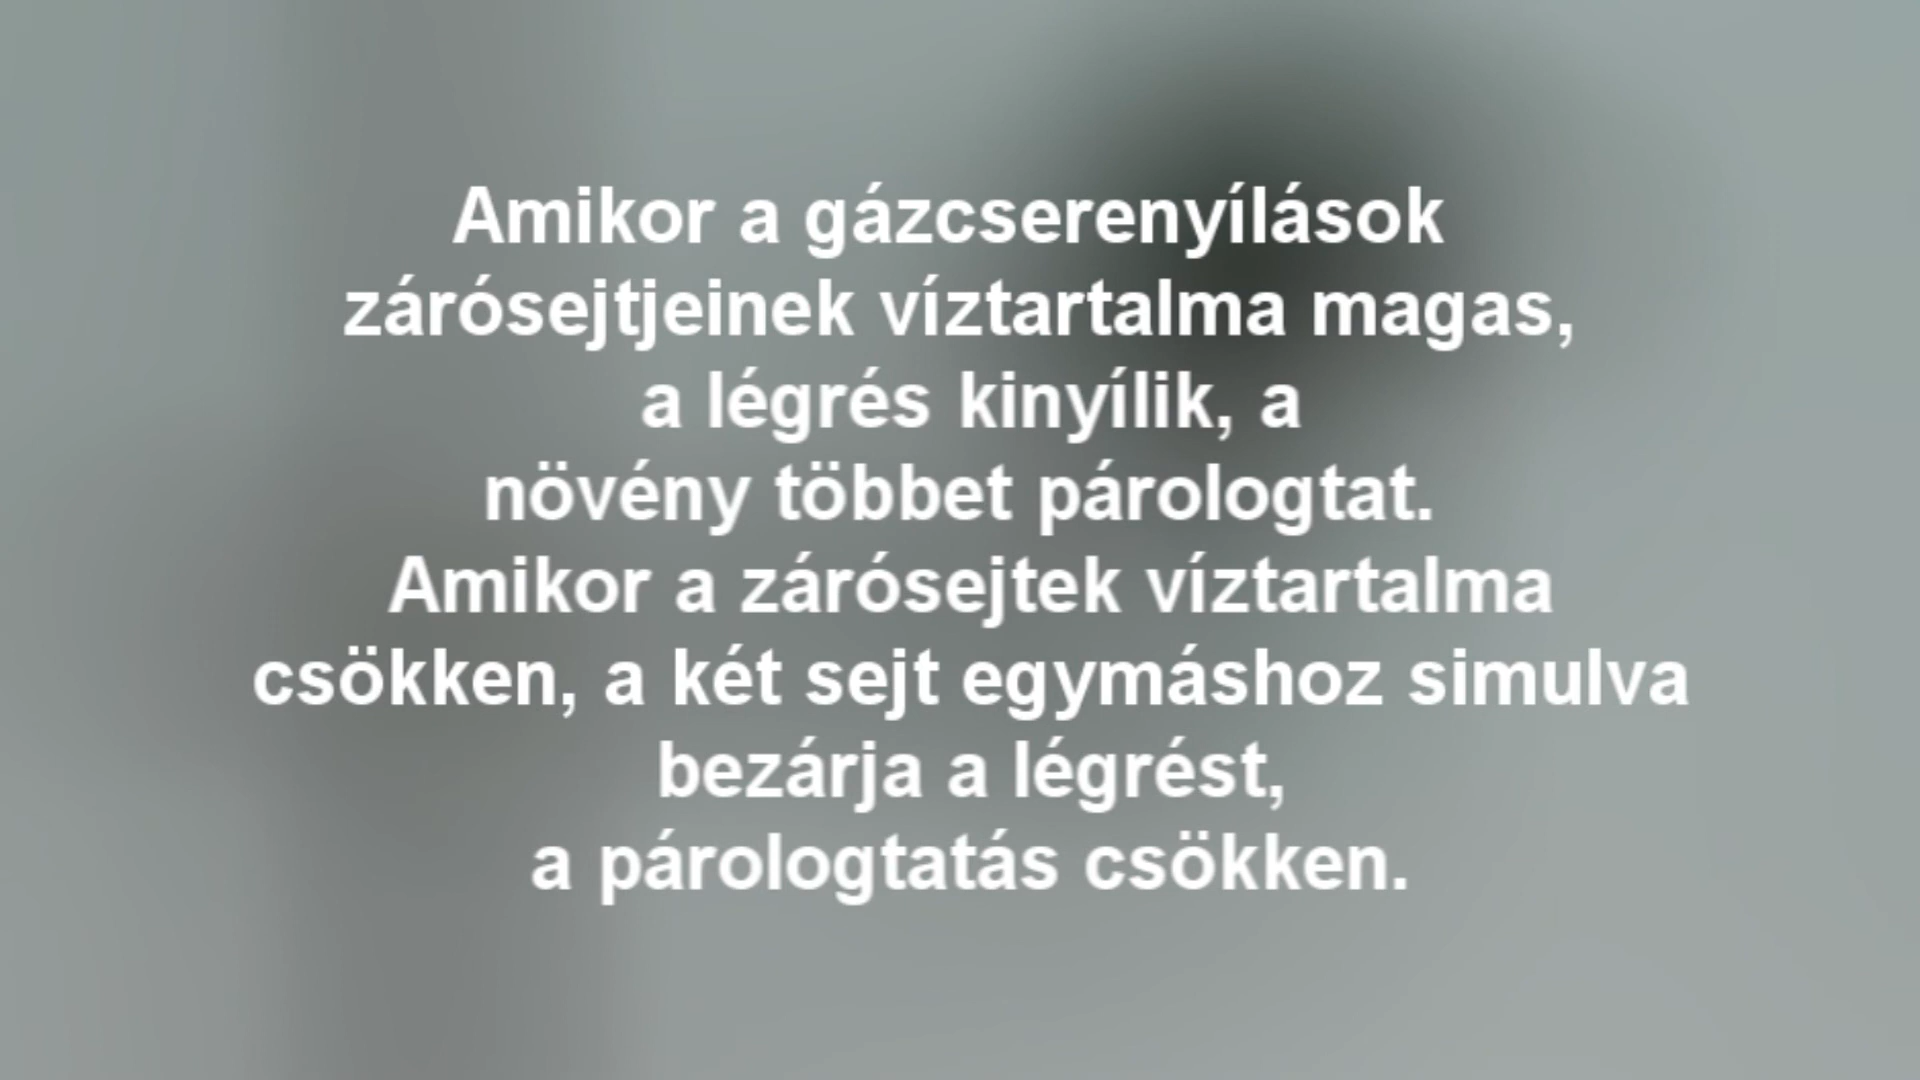 Amikor a gázcserenyílások
zárósejtjeinek víztartalma magas,
a légrés kinyílik, a
növény többet párologtat.
Amikor a zárósejtek víztartalma
csökken, a két sejt egymáshoz simulva
bezárja a légrést,
a párologtatás csökken.